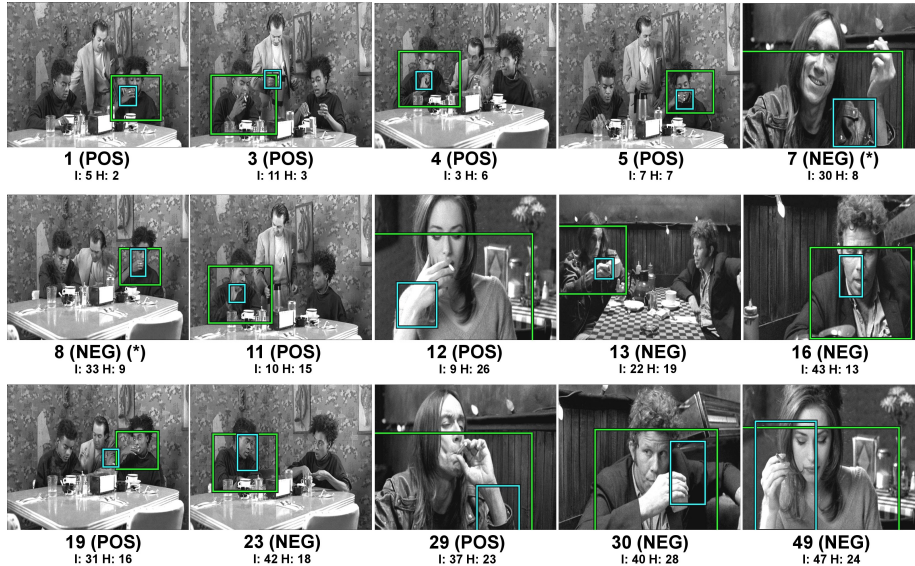 1 (POS)
I: 5 H: 2
3 (POS)
I: 11 H: 3
4 (POS)
I: 3 H: 6
5 (POS)
I: 7 H: 7
7 (NEG) (*)
I: 30 H: 8
8 (NEG) (*)
I: 33 H: 9
11 (POS)
I: 10 H: 15
12 (POS)
I: 9 H: 26
13 (NEG)
I: 22 H: 19
16 (NEG)
I: 43 H: 13
19 (POS)
I: 31 H: 16
23 (NEG)
I: 42 H: 18
29 (POS)
I: 37 H: 23
30 (NEG)
I: 40 H: 28
49 (NEG)
I: 47 H: 24